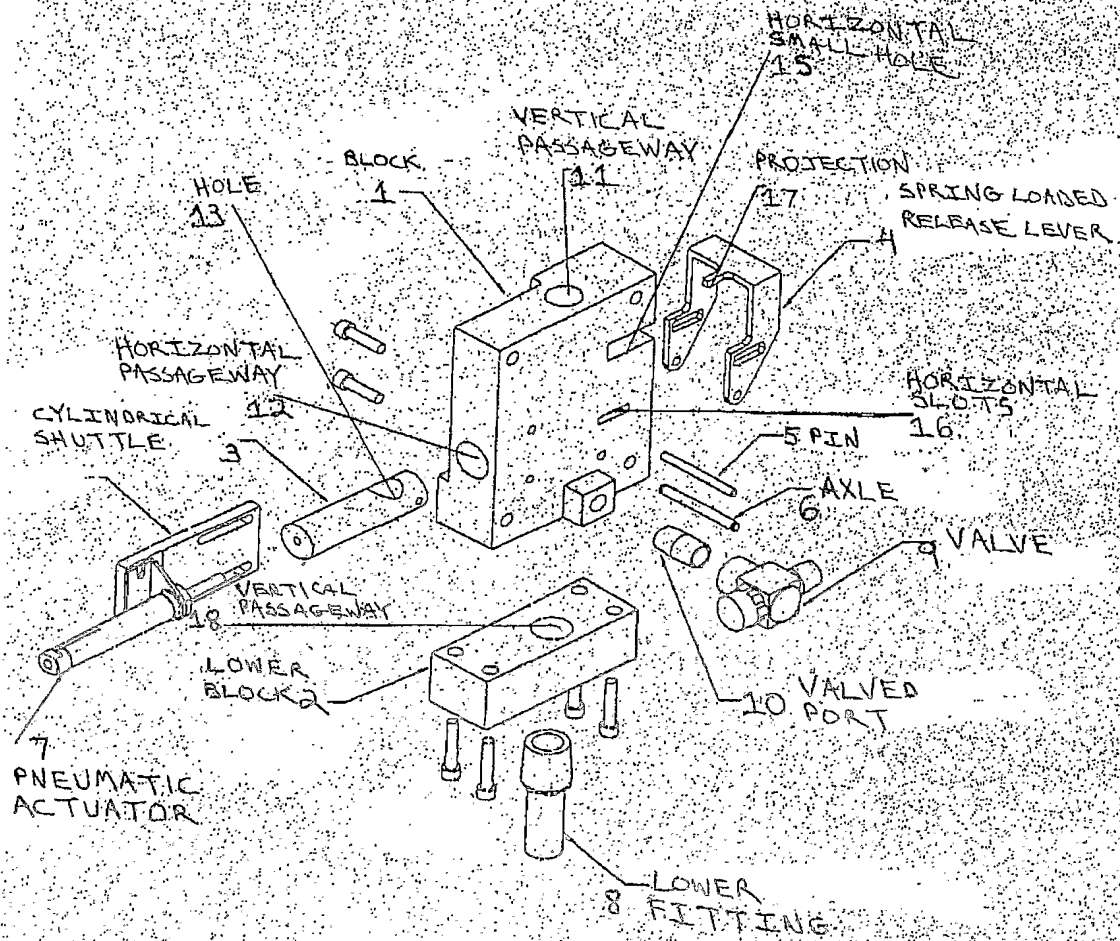 HORIZONTAL
SMALL HOLE
15
VERTICAL
PASSAGEWAY
11
BLOCK
1
PROJECTION
17
HOLE
13
SPRING LOADED
RELEASE LEVER
4
HORIZONTAL
PASSAGEWAY
12
HORIZONTAL
SLOTS
16
CYLINDRICAL
SHUTTLE
3
5 PIN
AXLE
6
9 VALVE
VERTICAL
PASSAGEWAY
18
LOWER
BLOCK 2
10 VALVED
PORT
7
PNEUMATIC
ACTUATOR
LOWER
8 FITTING